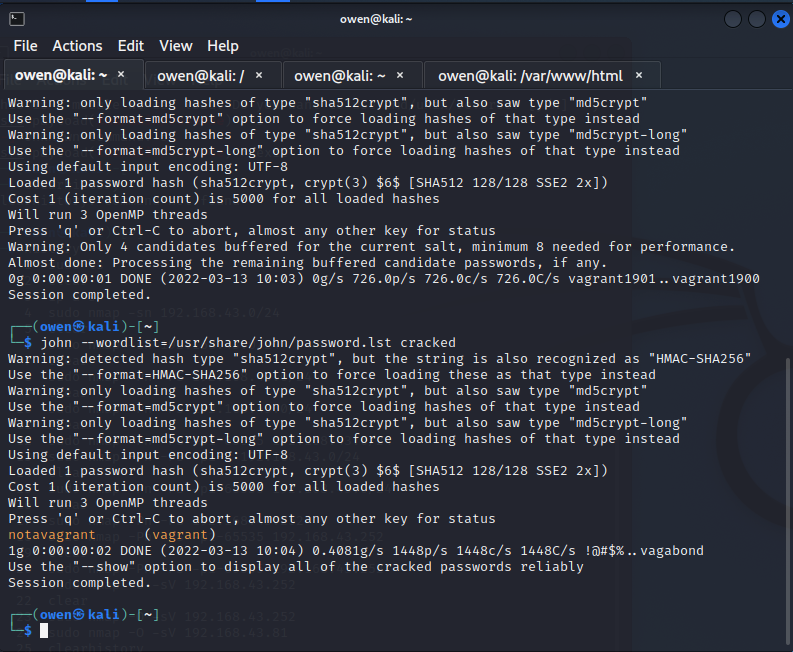 owen@kali: ~
File Actions Edit View Help
owen@kali: ~ × owen@kali: / × owen@kali: ~ × owen@kali: /var/www/html ×
Warning: only loading hashes of type "sha512crypt", but also saw type "md5crypt"
Use the "--format=md5crypt" option to force loading hashes of that type instead
Warning: only loading hashes of type "sha512crypt", but also saw type "md5crypt-long"
Use the "--format=md5crypt-long" option to force loading hashes of that type instead
Using default input encoding: UTF-8
Loaded 1 password hash (sha512crypt, crypt(3) $6$ [SHA512 128/128 SSE2 2x])
Cost 1 (iteration count) is 5000 for all loaded hashes
Will run 3 OpenMP threads
Press 'q' or Ctrl-C to abort, almost any other key for status
Warning: Only 4 candidates buffered for the current salt, minimum 8 needed for performance.
Almost done: Processing the remaining buffered candidate passwords, if any.
0g 0:00:00:01 DONE (2022-03-13 10:03) 0g/s 726.0p/s 726.0c/s 726.0C/s vagrant1901..vagrant1900
Session completed.
┌──(owen㉿kali)-[~]
└─$ john --wordlist=/usr/share/john/password.lst cracked
Warning: detected hash type "sha512crypt", but the string is also recognized as "HMAC-SHA256"
Use the "--format=HMAC-SHA256" option to force loading these as that type instead
Warning: only loading hashes of type "sha512crypt", but also saw type "md5crypt"
Use the "--format=md5crypt" option to force loading hashes of that type instead
Warning: only loading hashes of type "sha512crypt", but also saw type "md5crypt-long"
Use the "--format=md5crypt-long" option to force loading hashes of that type instead
Using default input encoding: UTF-8
Loaded 1 password hash (sha512crypt, crypt(3) $6$ [SHA512 128/128 SSE2 2x])
Cost 1 (iteration count) is 5000 for all loaded hashes
Will run 3 OpenMP threads
Press 'q' or Ctrl-C to abort, almost any other key for status
notavagrant (vagrant)
1g 0:00:00:02 DONE (2022-03-13 10:04) 0.4081g/s 1448p/s 1448c/s 1448C/s !@#$%..vagabond
Use the "--show" option to display all of the cracked passwords reliably
Session completed.
┌──(owen㉿kali)-[~]
└─$